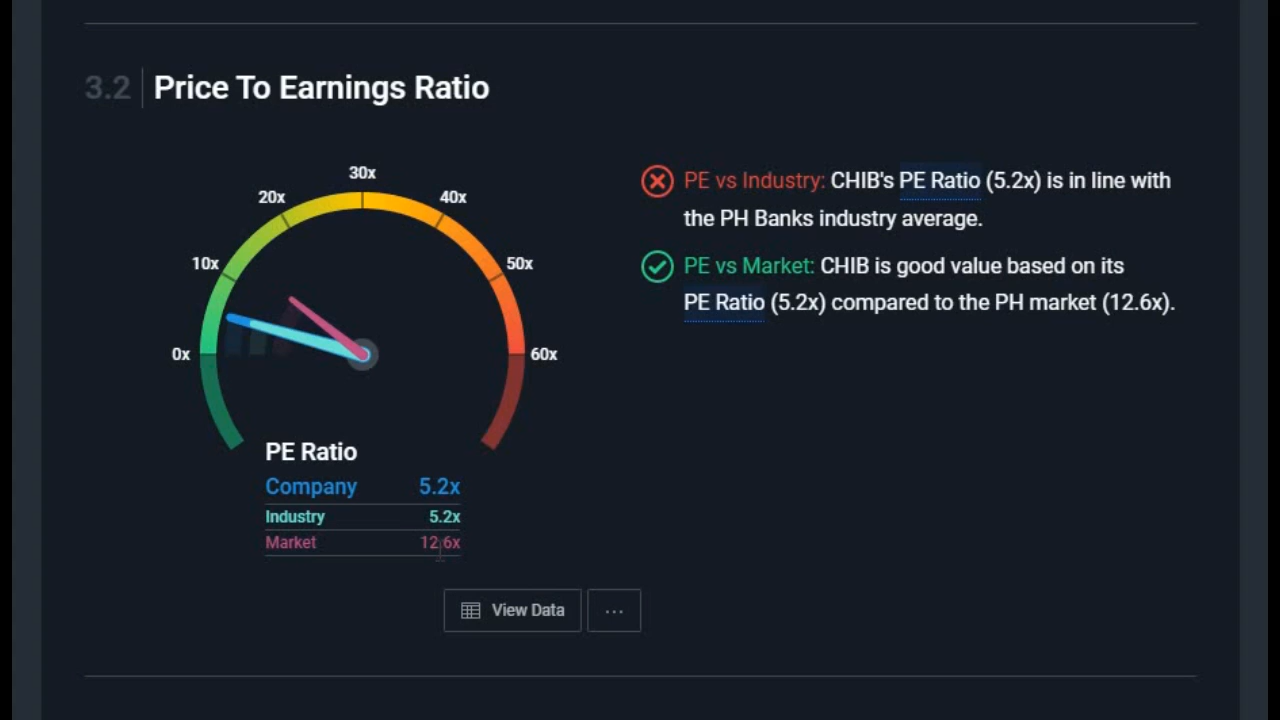 3.2 Price To Earnings Ratio
30x
20x
40x
10x
50x
0x
60x
PE Ratio
Company 5.2x
Industry 5.2x
Market 12.6x
PE vs Industry: CHIB's PE Ratio (5.2x) is in line with
the PH Banks industry average.
PE vs Market: CHIB is good value based on its
PE Ratio (5.2x) compared to the PH market (12.6x).
View Data
...